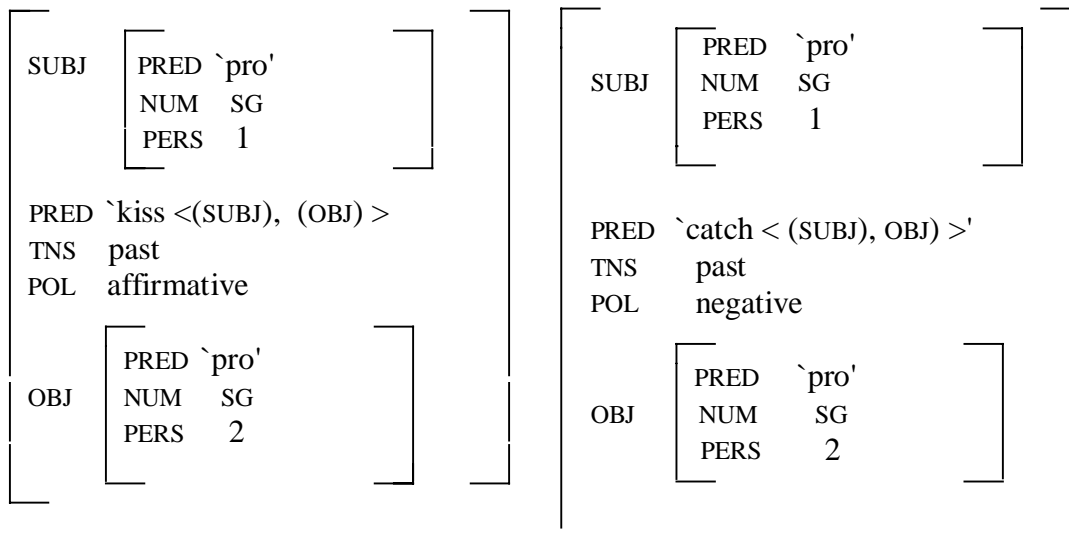 PRED `pro'
SUBJ NUM SG
PERS 1
PRED `kiss <(SUBJ), (OBJ) >
TNS past
POL affirmative
PRED `pro'
OBJ NUM SG
PERS 2
PRED `pro'
SUBJ NUM SG
PERS 1
PRED `catch < (SUBJ), OBJ) >'
TNS past
POL negative
PRED `pro'
OBJ NUM SG
PERS 2